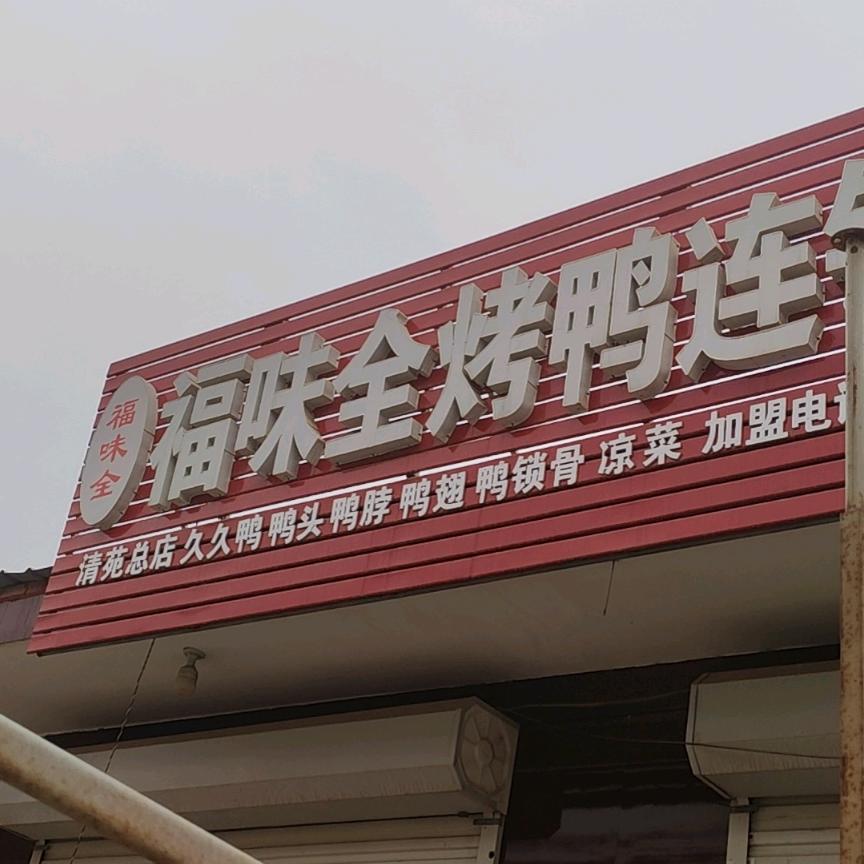 福味全
福味全烤鸭连
清苑总店 久久鸭 鸭头 鸭脖 鸭翅 鸭锁骨 凉菜 加盟电